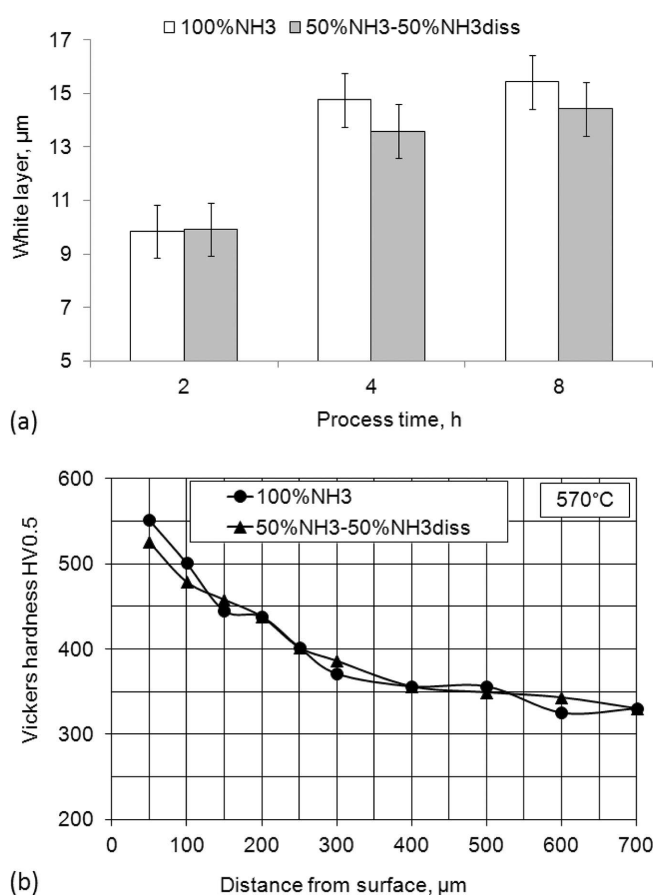 100%NH3 50%NH3-50%NH3diss
17
15
13
11
9
7
5
White layer, µm
2 4 8
Process time, h
(a)
600
500
400
300
200
Vickers hardness HV0.5
100%NH3
50%NH3-50%NH3diss
570°C
0 100 200 300 400 500 600 700
Distance from surface, µm
(b)